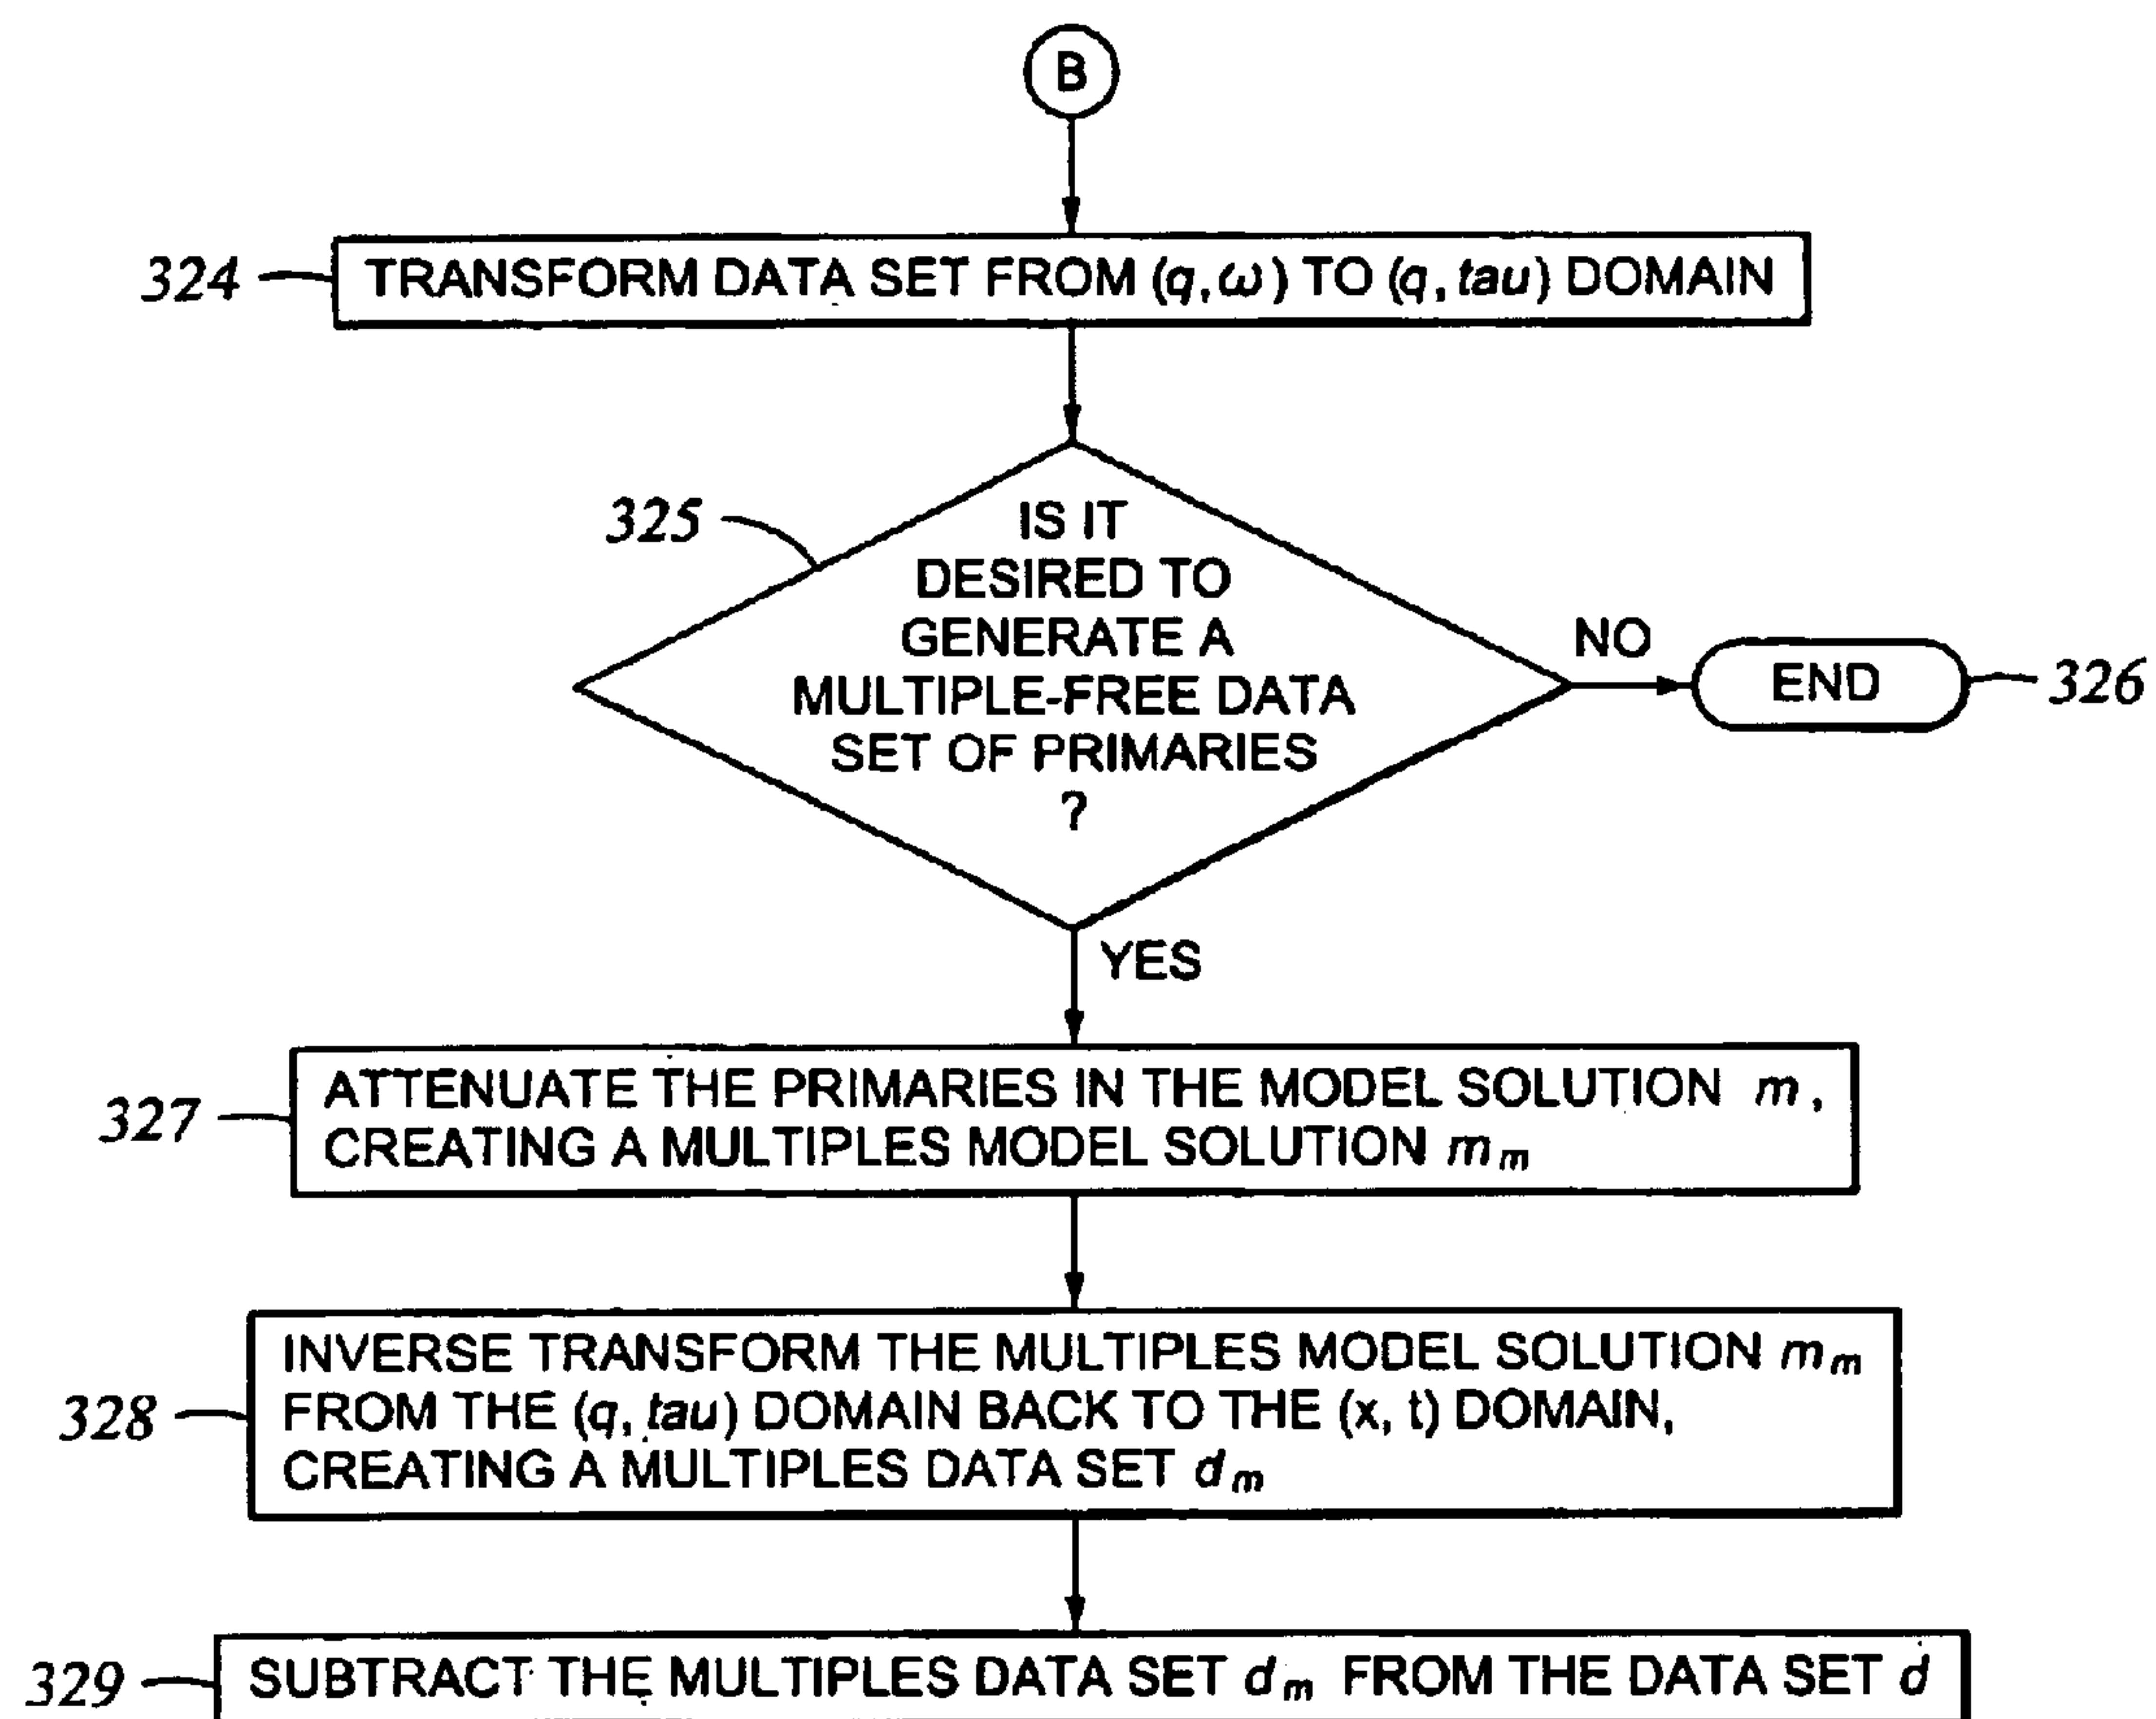 B
324
TRANSFORM DATA SET FROM (q, ω) TO (q, tau) DOMAIN
325
IS IT
DESIRED TO
GENERATE A
MULTIPLE-FREE DATA
SET OF PRIMARIES
?
NO
END
326
YES
327
ATTENUATE THE PRIMARIES IN THE MODEL SOLUTION m,
CREATING A MULTIPLES MODEL SOLUTION mm
328
INVERSE TRANSFORM THE MULTIPLES MODEL SOLUTION mm
FROM THE (q, tau) DOMAIN BACK TO THE (x, t) DOMAIN,
CREATING A MULTIPLES DATA SET dm
329
SUBTRACT THE MULTIPLES DATA SET dm FROM THE DATA SET d